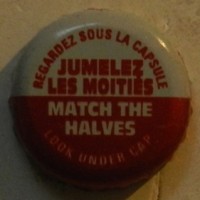 REGARDEZ SOUS LA CAPSULE
JUMELEZ
LES MOITIÉS
MATCH THE
HALVES
LOOK UNDER CAP